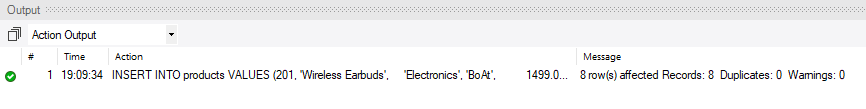 Output
Action Output
# Time Action Message
1 19:09:34 INSERT INTO products VALUES (201, 'Wireless Earbuds', 'Electronics', 'BoAt', 1499.0... 8 row(s) affected Records: 8 Duplicates: 0 Warnings: 0